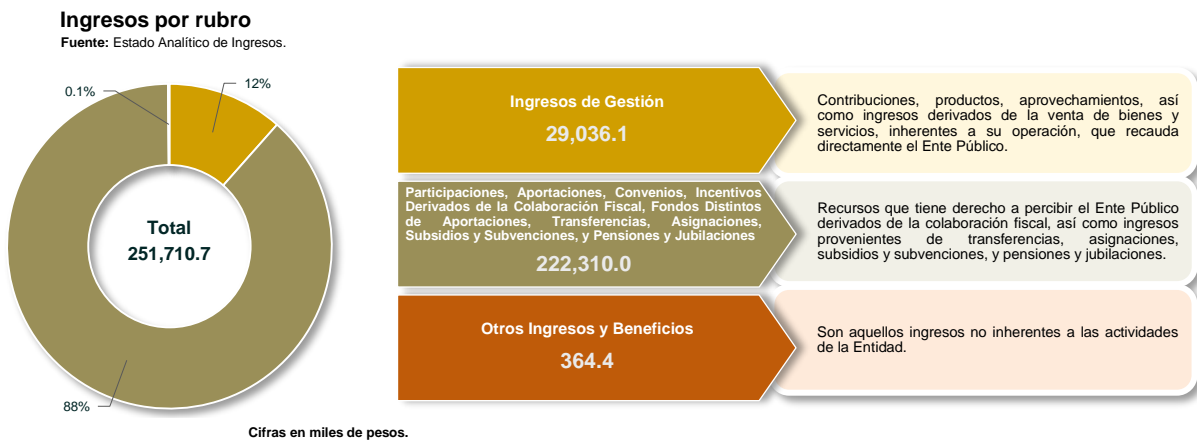 Ingresos por rubro
Fuente: Estado Analítico de Ingresos.
0.1%
12%
Total
251,710.7
88%
Ingresos de Gestión
29,036.1
Contribuciones, productos, aprovechamientos, así
como ingresos derivados de la venta de bienes y
servicios, inherentes a su operación, que recauda
directamente el Ente Público.
Participaciones, Aportaciones, Convenios, Incentivos
Derivados de la Colaboración Fiscal, Fondos Distintos
de Aportaciones, Transferencias, Asignaciones,
Subsidios y Subvenciones, y Pensiones y Jubilaciones
222,310.0
Recursos que tiene derecho a percibir el Ente Público
derivados de la colaboración fiscal, así como ingresos
provenientes de transferencias, asignaciones,
subsidios y subvenciones, y pensiones y jubilaciones.
Otros Ingresos y Beneficios
364.4
Son aquellos ingresos no inherentes a las actividades
de la Entidad.
Cifras en miles de pesos.